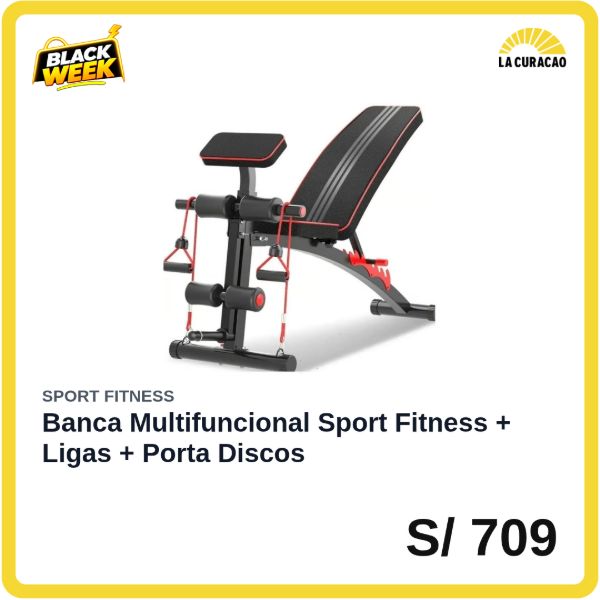 BLACK
WEEK
LA CURACAO
SPORT FITNESS
Banca Multifuncional Sport Fitness +
Ligas + Porta Discos
S/ 709